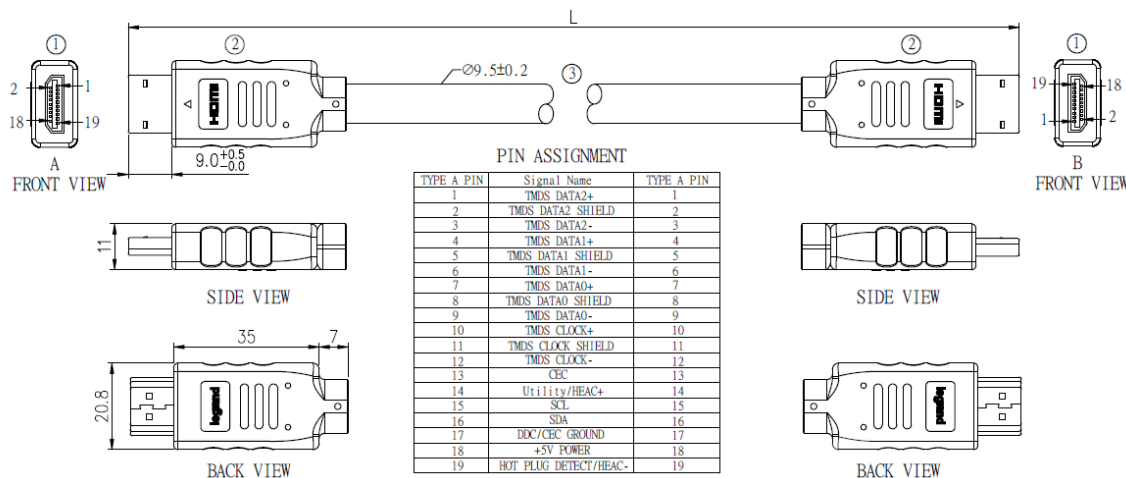 L
① ② ② ①
Ø9.5±0.2
③
2 1
18 19
19 18
1 2
A
FRONT VIEW
B
FRONT VIEW
HDMI
HDMI
9.0 +0.5 -0.0
PIN ASSIGNMENT
TYPE A PIN Signal Name TYPE A PIN
1 TMDS DATA2+ 1
2 TMDS DATA2 SHIELD 2
3 TMDS DATA2- 3
4 TMDS DATA1+ 4
5 TMDS DATA1 SHIELD 5
6 TMDS DATA1- 6
7 TMDS DATA0+ 7
8 TMDS DATA0 SHIELD 8
9 TMDS DATA0- 9
10 TMDS CLOCK+ 10
11 TMDS CLOCK SHIELD 11
12 TMDS CLOCK- 12
13 CEC 13
14 Utility/HEAC+ 14
15 SCL 15
16 SDA 16
17 DDC/CEC GROUND 17
18 +5V POWER 18
19 HOT PLUG DETECT/HEAC- 19
11
SIDE VIEW
SIDE VIEW
35 7
20.8
legrand
legrand
BACK VIEW
BACK VIEW